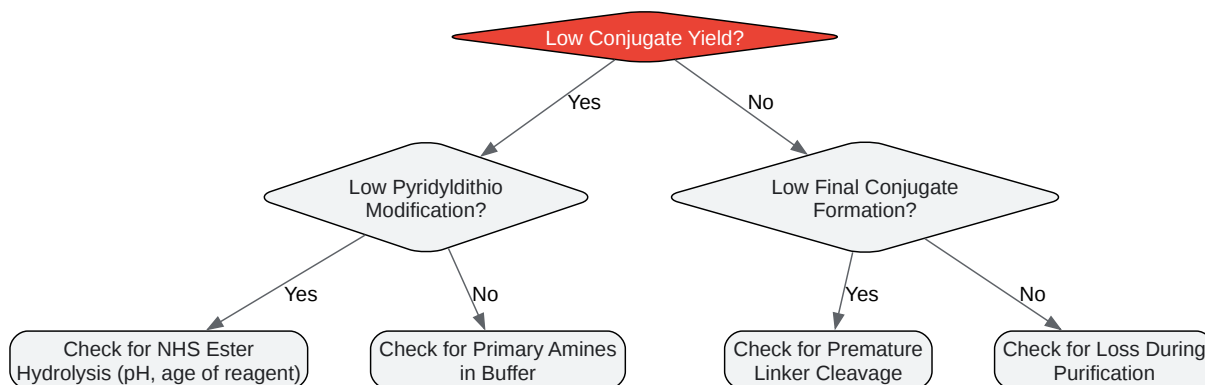 Low Conjugate Yield?
Yes
No
Low Pyridyldithio
Modification?
Low Final Conjugate
Formation?
Yes
No
Yes
No
Check for NHS Ester
Hydrolysis (pH, age of reagent)
Check for Primary Amines
in Buffer
Check for Premature
Linker Cleavage
Check for Loss During
Purification